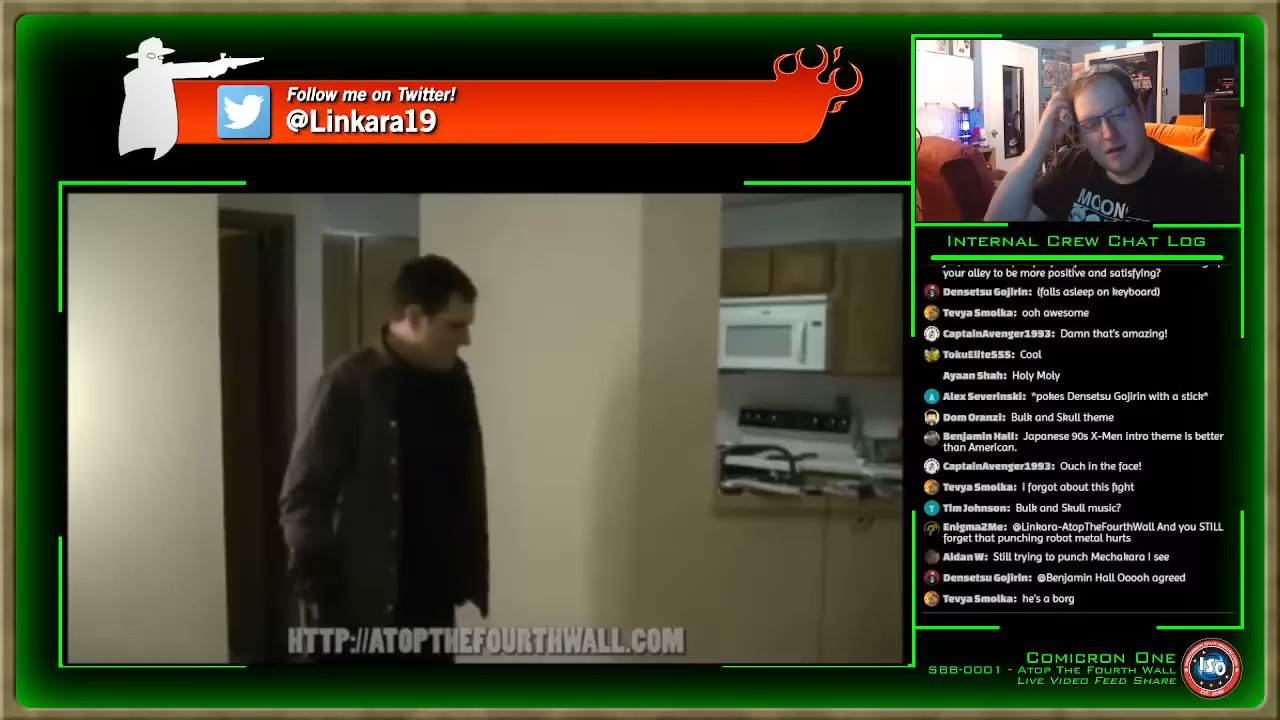 Follow me on Twitter!
@Linkara19
MOON
INTERNAL CREW CHAT LOG
your alley to be more positive and satisfying?
Densetsu Gojirin: (falls asleep on keyboard)
Tevya Smolka: ooh awesome
CaptainAvenger1993: Damn that's amazing!
TokuElite555: Cool
Ayaan Shah: Holy Moly
A Alex Severinski: *pokes Densetsu Gojirin with a stick*
Dom Oranzi: Bulk and Skull theme
Benjamin Hall: Japanese 90s X-Men intro theme is better
than American.
CaptainAvenger1993: Ouch in the face!
Tevya Smolka: I forgot about this fight
T Tim Johnson: Bulk and Skull music?
Enigma2Me: @Linkara-AtopTheFourthWall And you STILL
forget that punching robot metal hurts
Aidan W: Still trying to punch Mechakara I see
Densetsu Gojirin: @Benjamin Hall Ooooh agreed
Tevya Smolka: he's a borg
HTTP://ATOPTHEFOURTHWALL.COM
COMICRON ONE
SBB-0001 - ATOP THE FOURTH WALL
LIVE VIDEO FEED SHARE
ISO